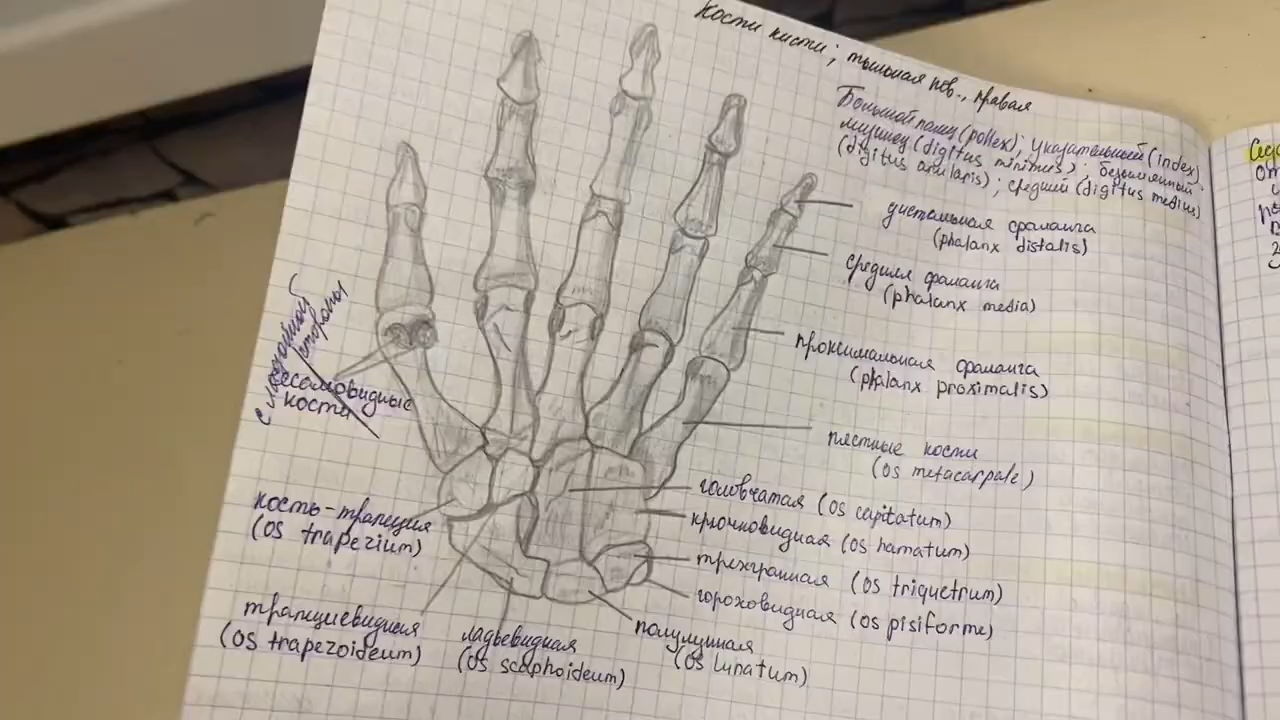 Кости кисти; тыльная пов., правая
Большой палец (pollex); указательный (index)
мизинец (digitus minimus); безымянный
(digitus anularis); средний (digitus medius)
дистальная фаланга
(phalanx distalis)
средняя фаланга
(phalanx media)
проксимальная фаланга
(phalanx proximalis)
пястные кости
(os metacarpale)
головчатая (os capitatum)
крючковидная (os hamatum)
трехгранная (os triquetrum)
гороховидная (os pisiforme)
полулунная
(os lunatum)
ладьевидная
(os scaphoideum)
трапециевидная
(os trapezoideum)
кость-трапеция
(os trapezium)
сесамовидные
кости
с ладонной
стороны